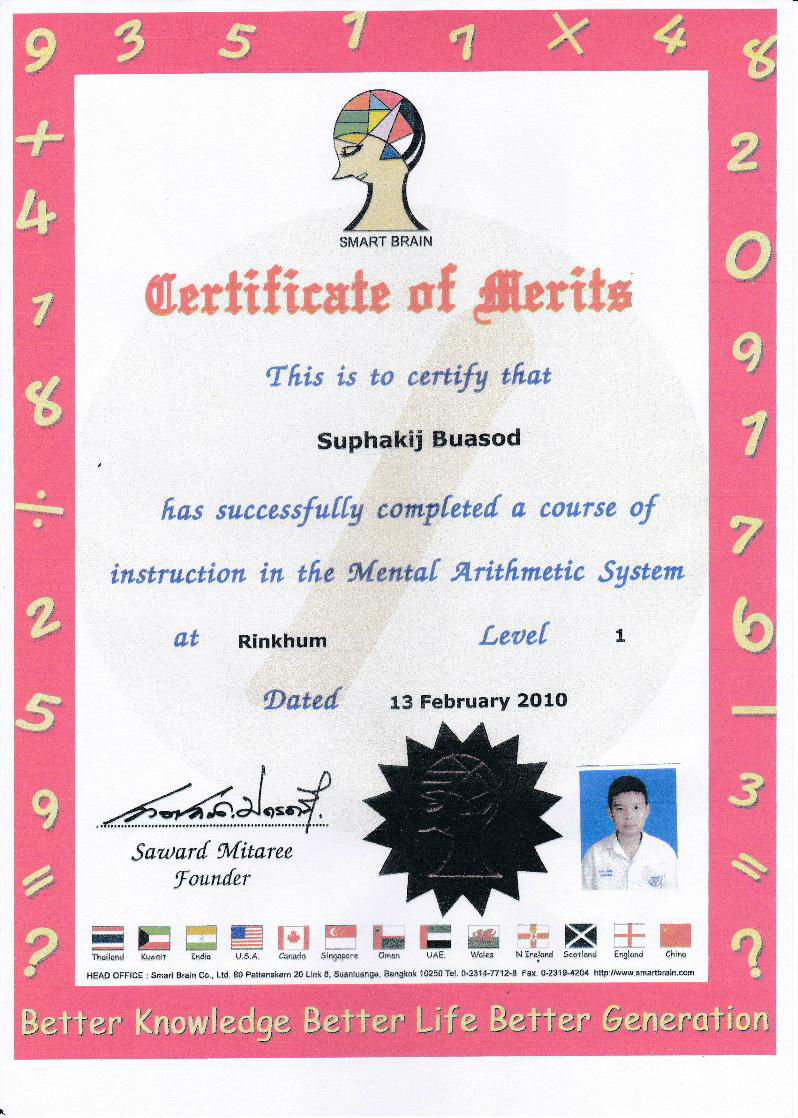 9 3 5 1 1 × 4 8
+ 4 1 8 ÷ 2 5 9 = ?
2 0 9 1 7 6 – 3 = ?
SMART BRAIN
Certificate of Merits
This is to certify that
Suphakij Buasod
has successfully completed a course of
instruction in the Mental Arithmetic System
at Rinkhum Level 1
Dated 13 February 2010
Saward Mitaree
Founder
Thailand Kuwait India U.S.A. Canada Singapore Oman UAE. Wales N Ireland Scotland England China
HEAD OFFICE : Smart Brain Co., Ltd. 80 Pattanakarn 20 Link 8, Suanluange, Bangkok 10250 Tel. 0-2314-7712-8 Fax. 0-2319-4204 http://www.smartbrain.com
Better Knowledge Better Life Better Generation